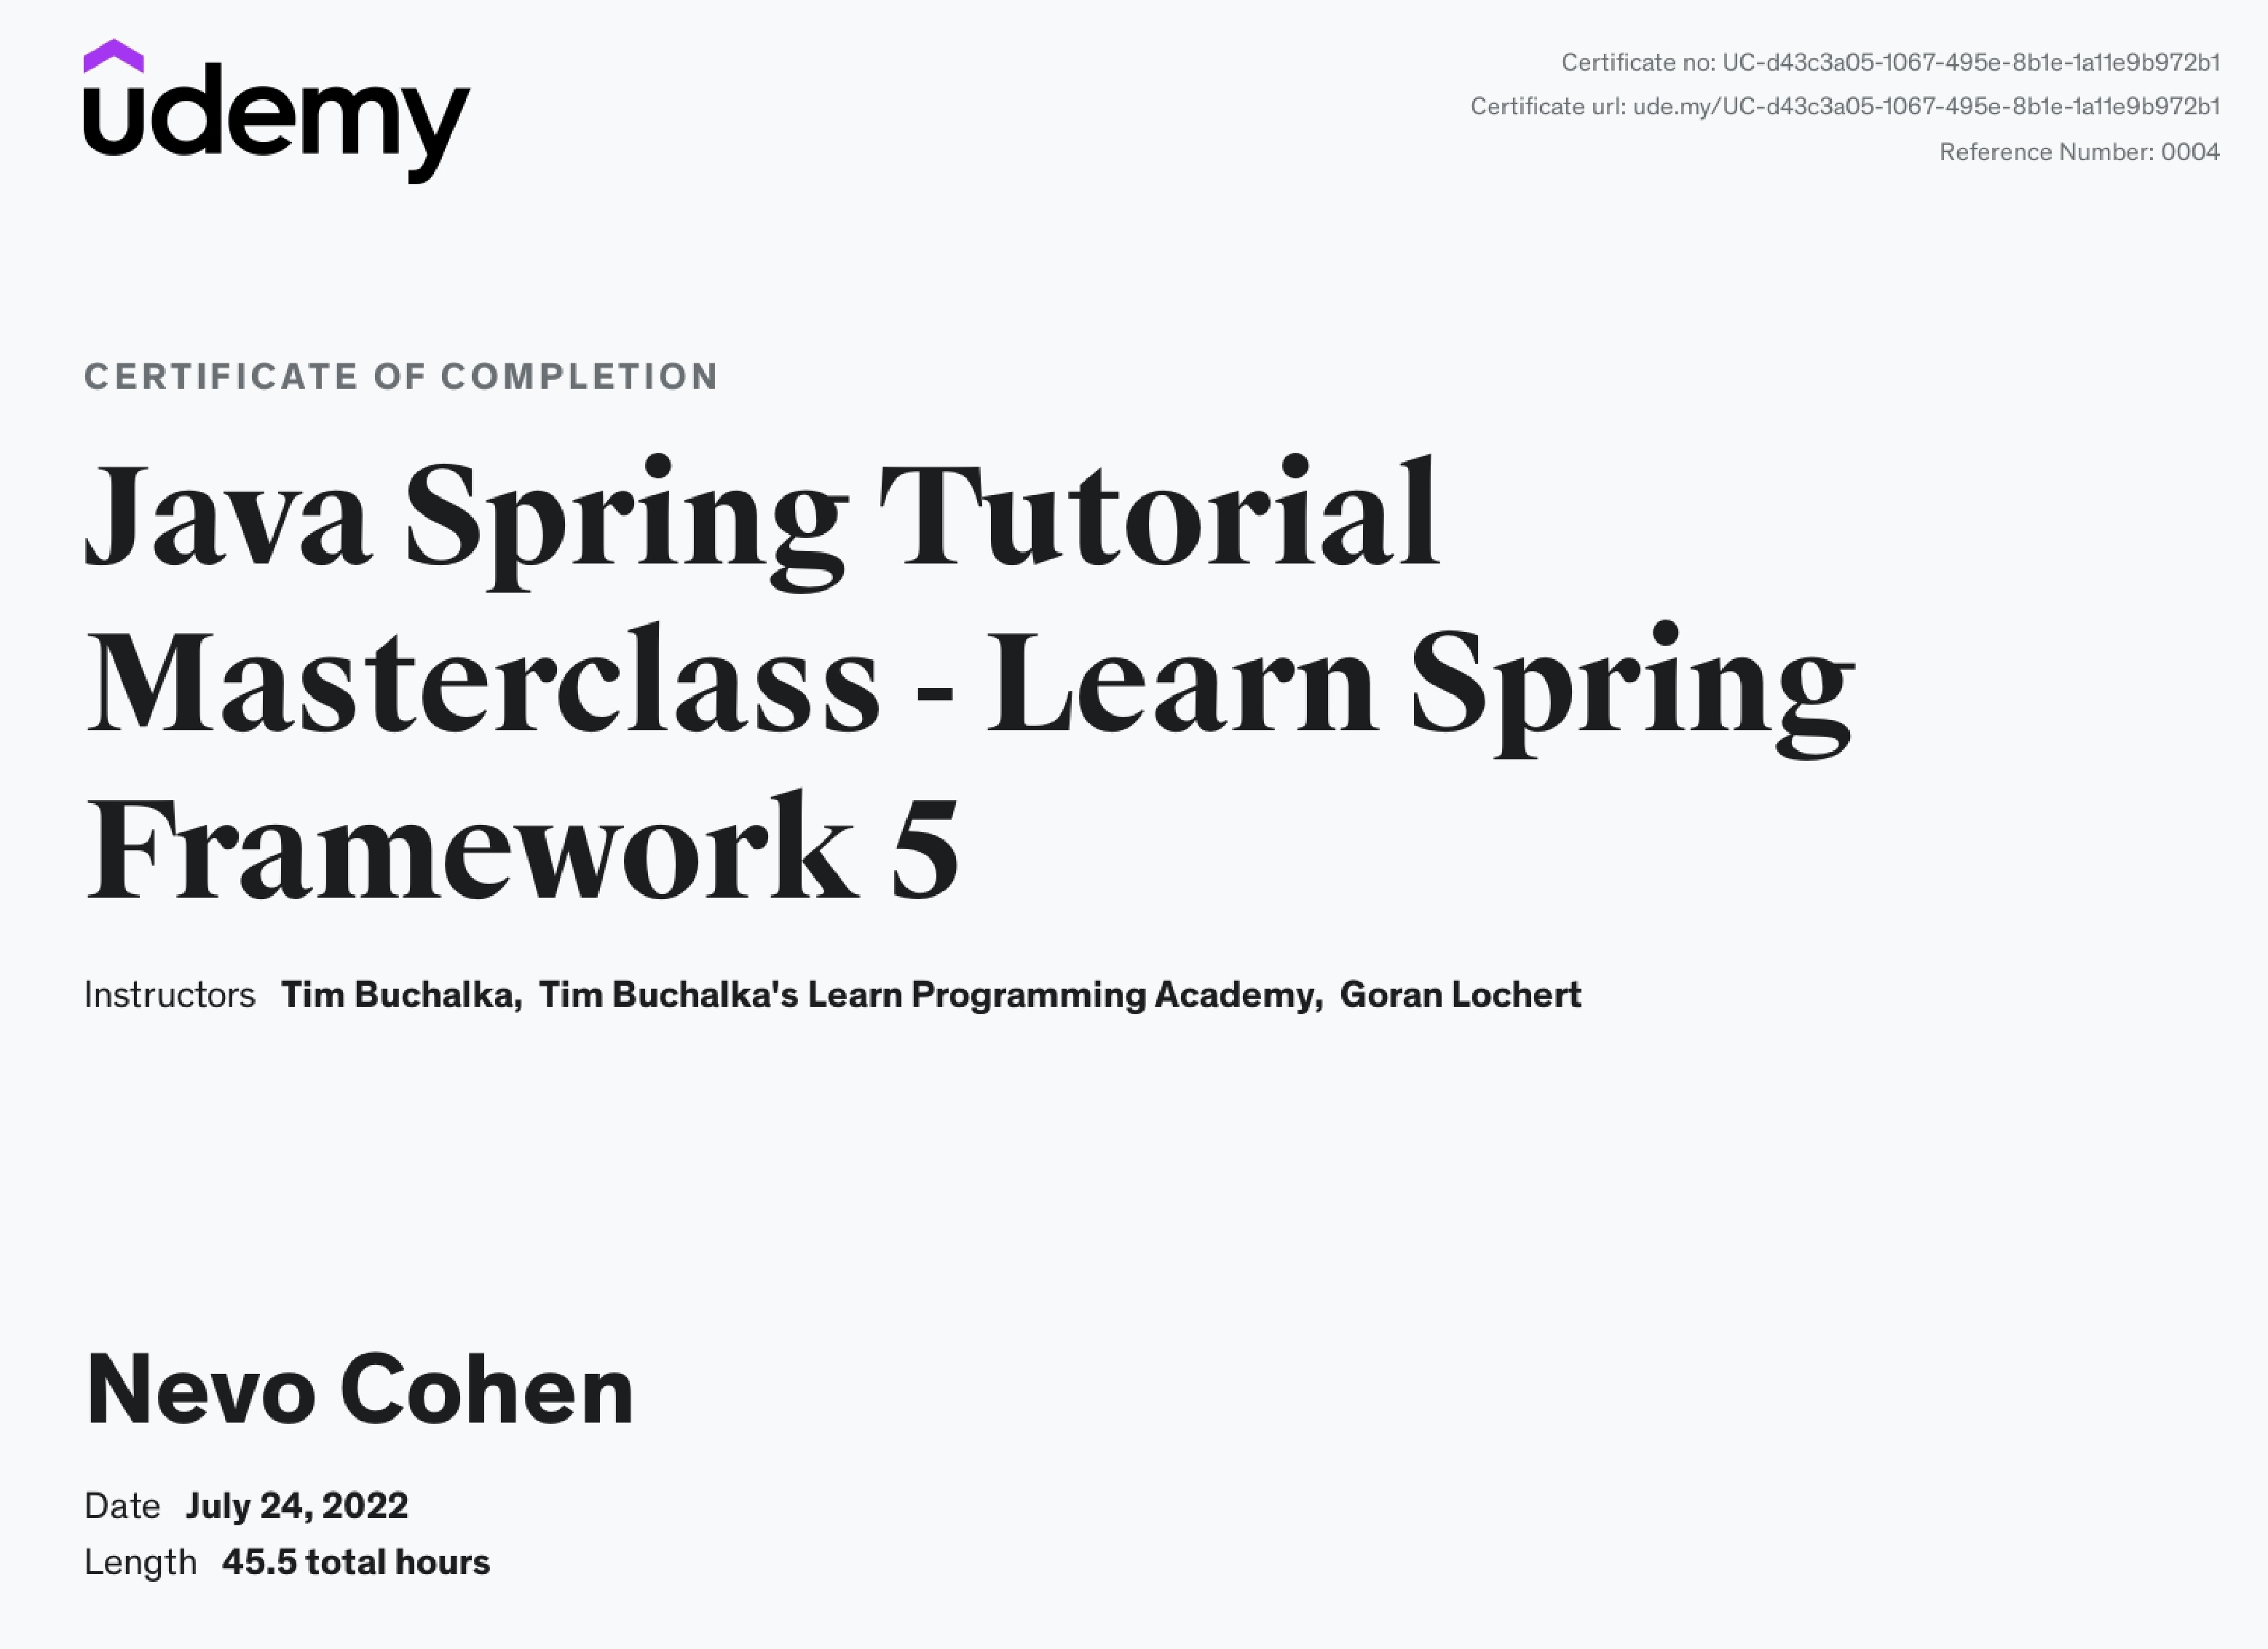 udemy
Certificate no: UC-d43c3a05-1067-495e-8b1e-1a11e9b972b1
Certificate url: ude.my/UC-d43c3a05-1067-495e-8b1e-1a11e9b972b1
Reference Number: 0004
CERTIFICATE OF COMPLETION
Java Spring Tutorial
Masterclass - Learn Spring
Framework 5
Instructors Tim Buchalka, Tim Buchalka's Learn Programming Academy, Goran Lochert
Nevo Cohen
Date July 24, 2022
Length 45.5 total hours